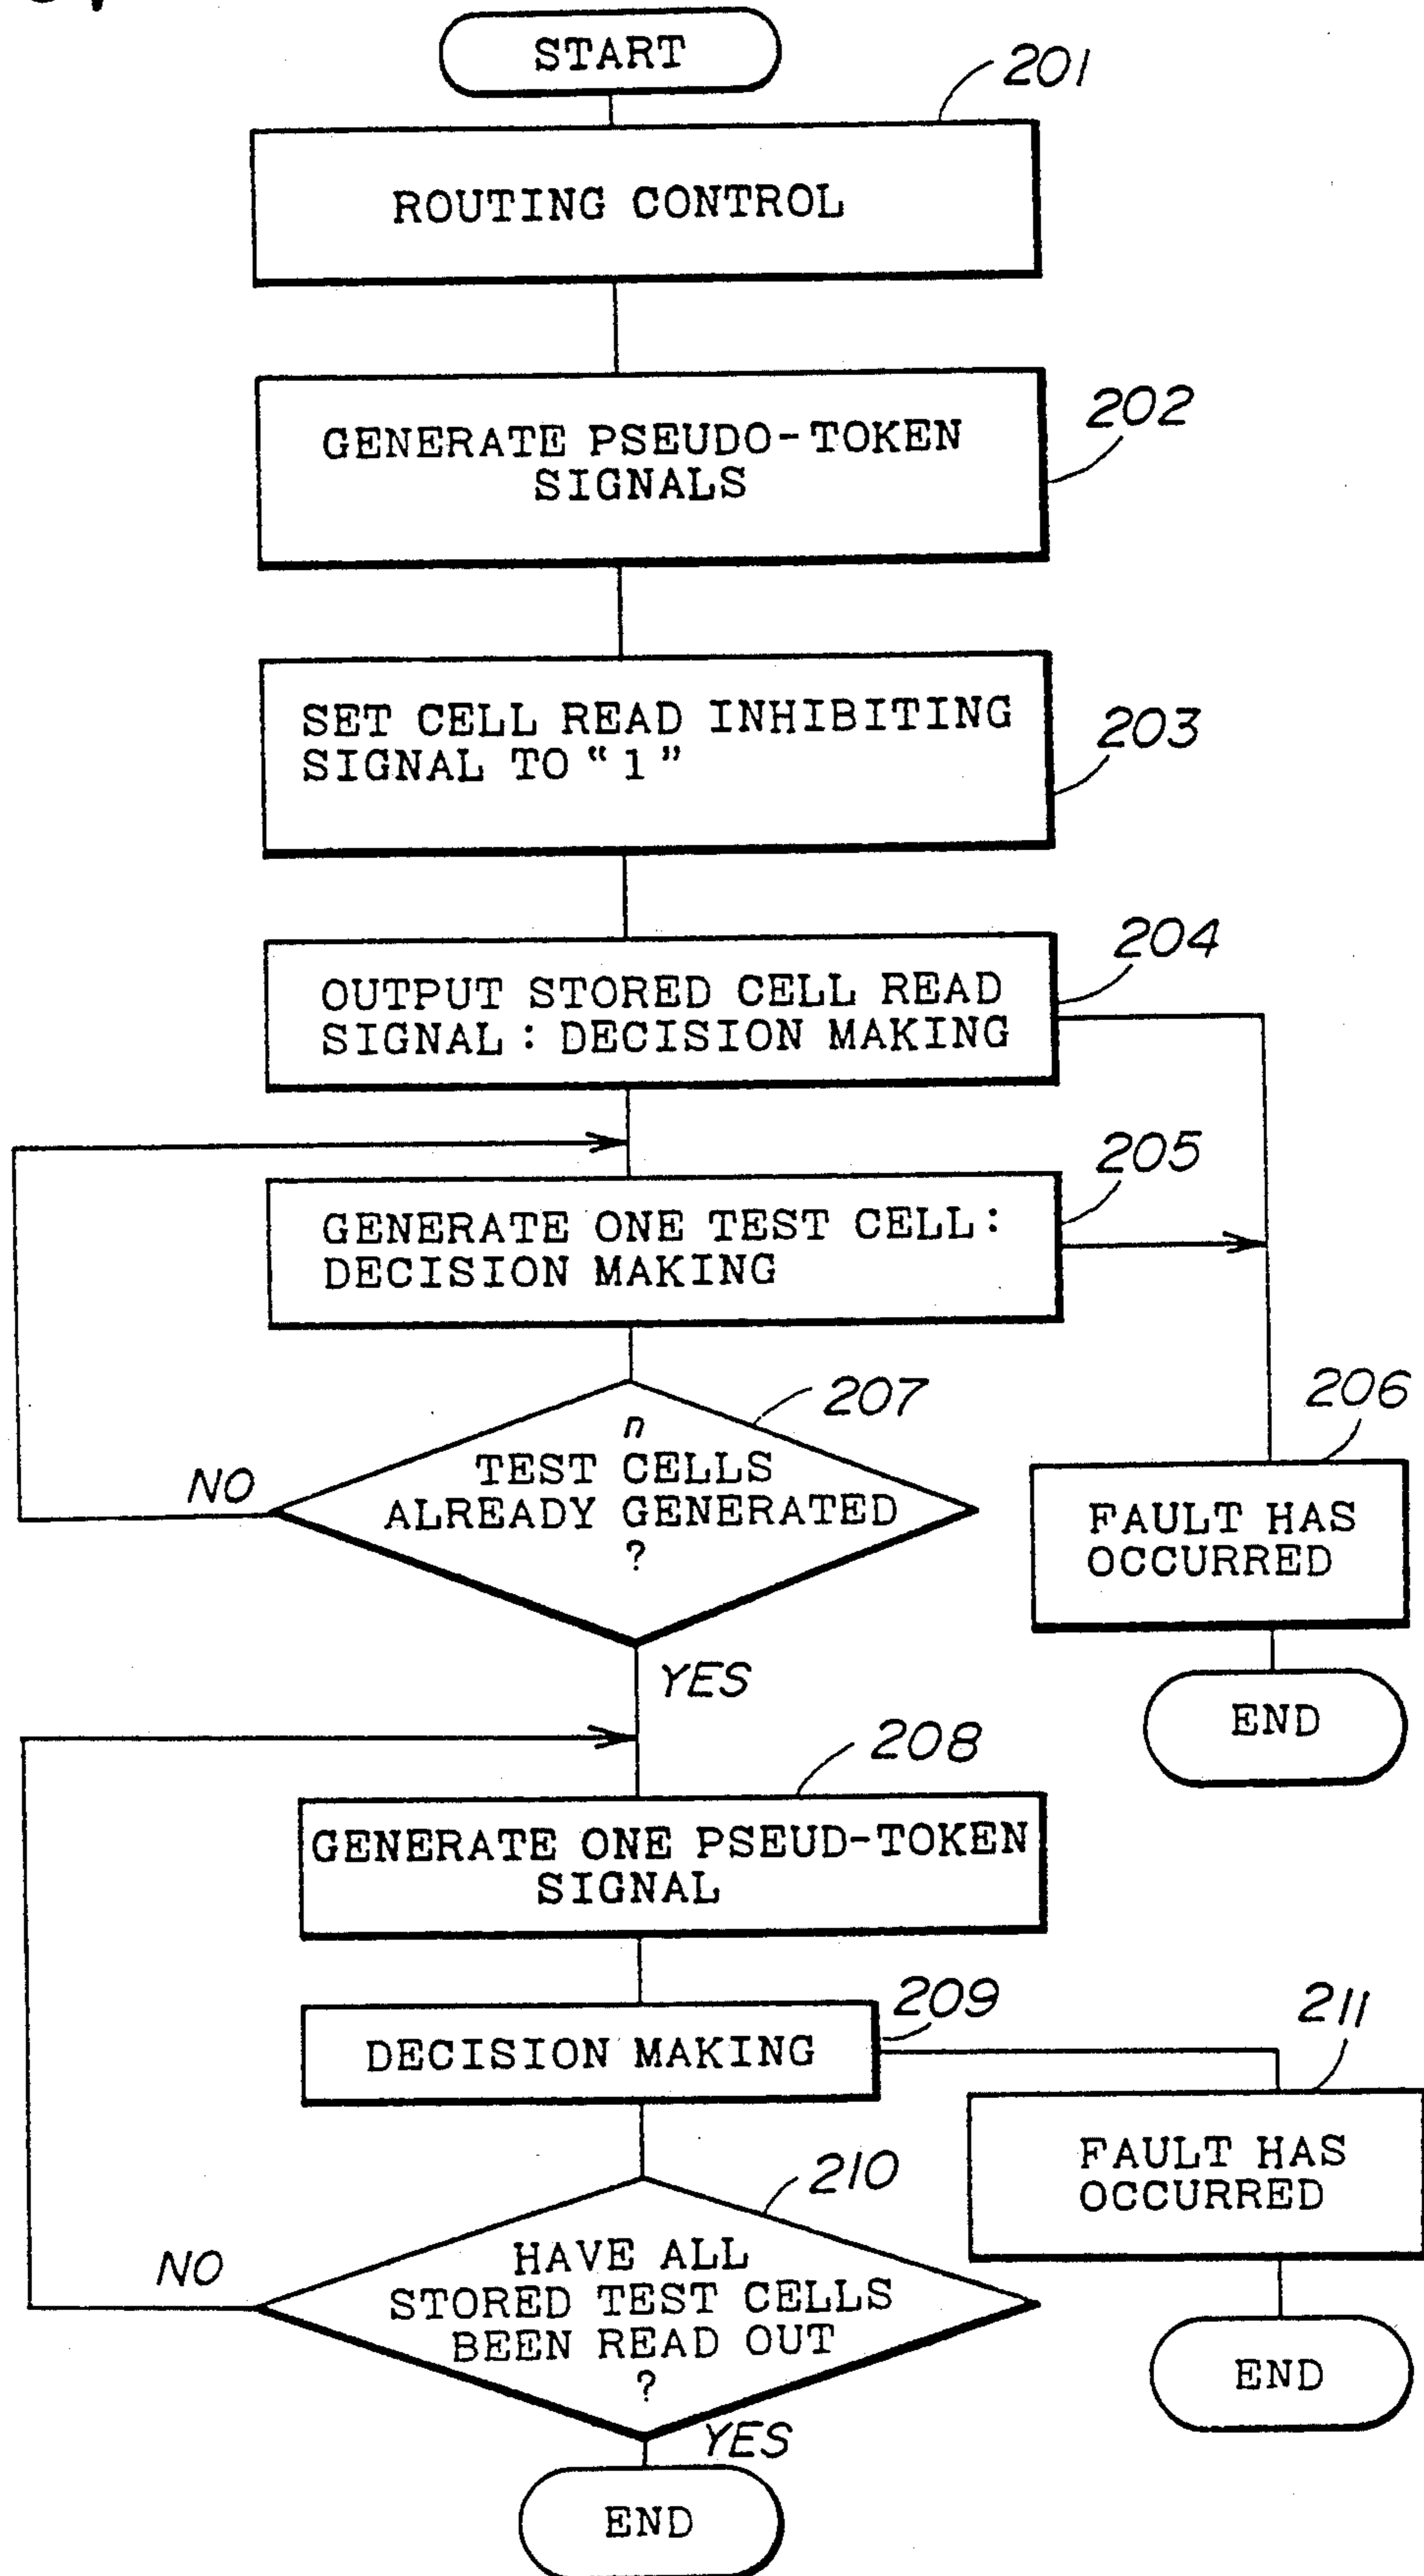 START
201
ROUTING CONTROL
202
GENERATE PSEUDO-TOKEN
SIGNALS
SET CELL READ INHIBITING
SIGNAL TO “1”
203
204
OUTPUT STORED CELL READ
SIGNAL : DECISION MAKING
205
GENERATE ONE TEST CELL :
DECISION MAKING
207
n
TEST CELLS
ALREADY GENERATED
?
NO
YES
206
FAULT HAS
OCCURRED
END
208
GENERATE ONE PSEUD-TOKEN
SIGNAL
209
DECISION MAKING
211
FAULT HAS
OCCURRED
END
210
HAVE ALL
STORED TEST CELLS
BEEN READ OUT
?
NO
YES
END